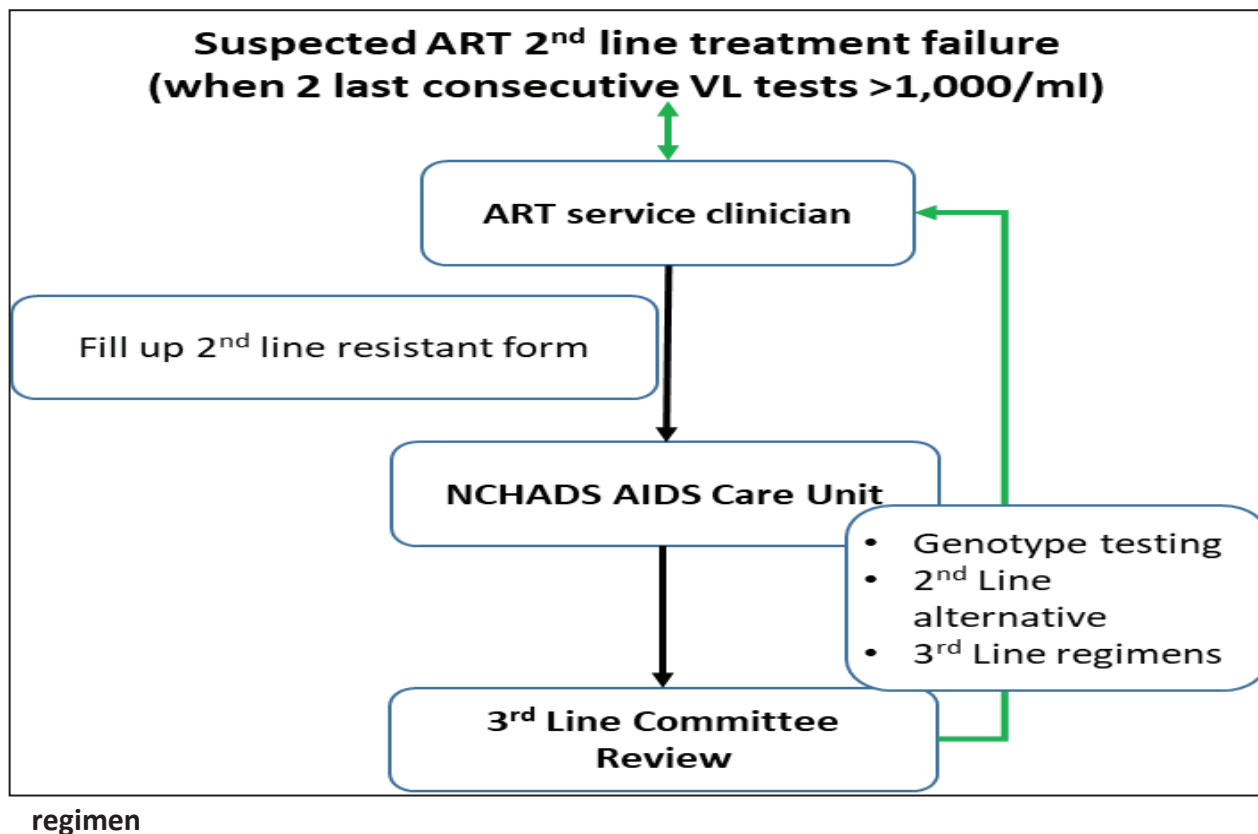 Suspected ART 2nd line treatment failure
(when 2 last consecutive VL tests >1,000/ml)
ART service clinician
Fill up 2nd line resistant form
NCHADS AIDS Care Unit
• Genotype testing
• 2nd Line
alternative
• 3rd Line regimens
3rd Line Committee
Review
regimen